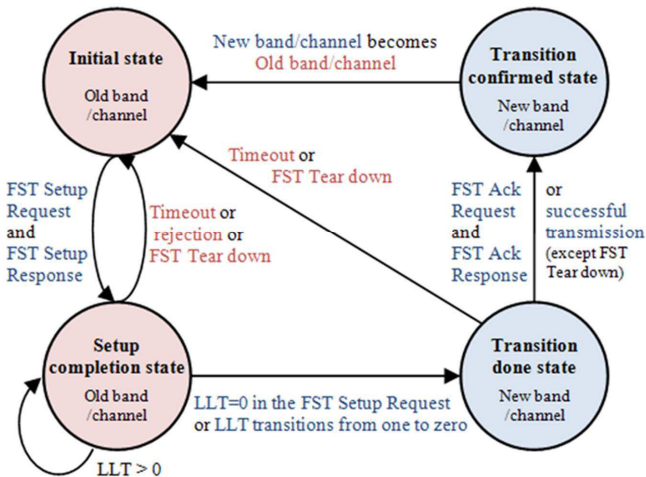 Initial state
Old band
/channel
New band/channel becomes
Old band/channel
Transition
confirmed state
New band
/channel
Timeout or
FST Tear down
FST Setup
Request
and
FST Setup
Response
Timeout or
rejection or
FST Tear down
FST Ack
Request
and
FST Ack
Response
or
successful
transmission
(except FST
Tear down)
Setup
completion state
Old band
/channel
LLT=0 in the FST Setup Request
or LLT transitions from one to zero
Transition
done state
New band
/channel
LLT > 0